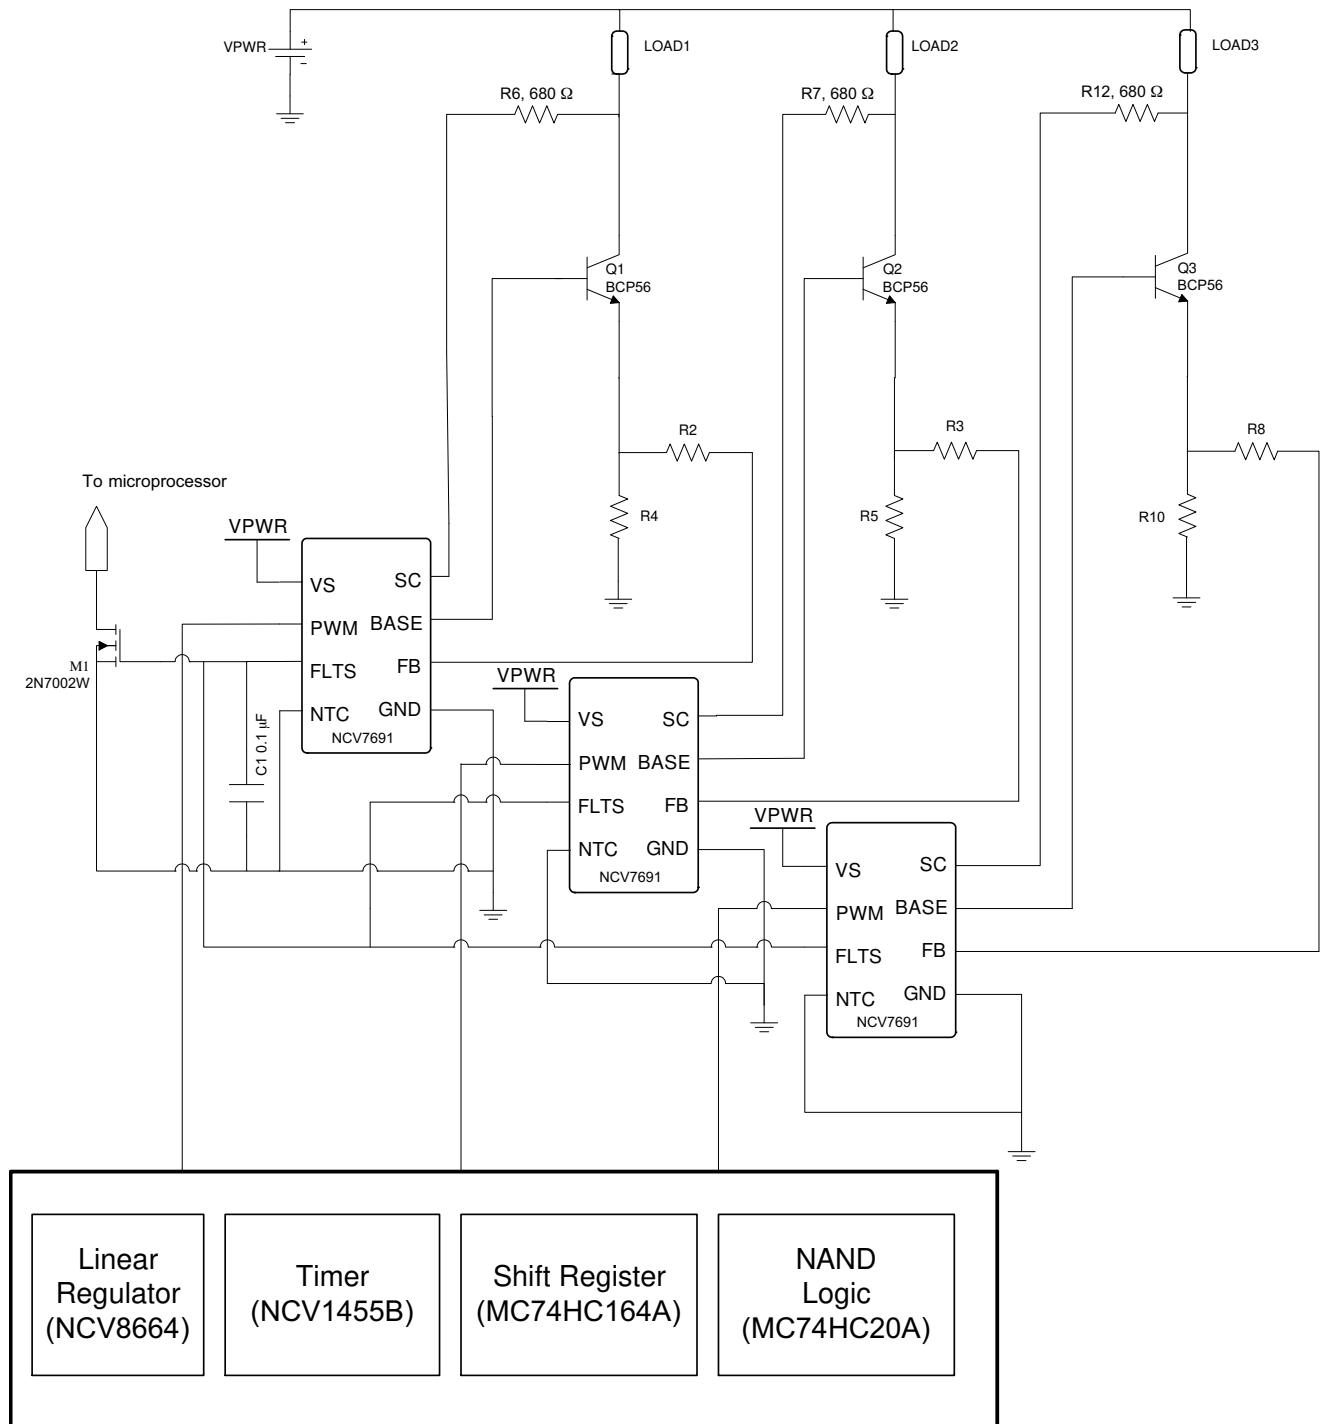 VPWR
+
−
LOAD1
LOAD2
LOAD3
R6, 680 Ω
R7, 680 Ω
R12, 680 Ω
Q1
BCP56
Q2
BCP56
Q3
BCP56
R2
R3
R8
R4
R5
R10
To microprocessor
VPWR
VS
SC
PWM
BASE
FLTS
FB
NTC
GND
NCV7691
M1
2N7002W
C1 0.1 µF
VPWR
VS
SC
PWM
BASE
FLTS
FB
NTC
GND
NCV7691
VPWR
VS
SC
PWM
BASE
FLTS
FB
NTC
GND
NCV7691
Linear
Regulator
(NCV8664)
Timer
(NCV1455B)
Shift Register
(MC74HC164A)
NAND
Logic
(MC74HC20A)